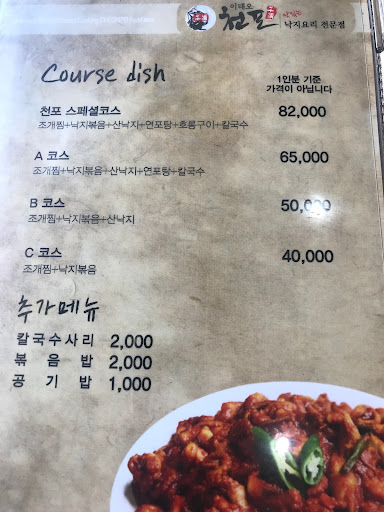 이태호
천포
낙지요리 전문점
Course dish
1인분 기준
가격이 아닙니다
천포 스페셜코스 82,000
조개찜+낙지볶음+산낙지+연포탕+호롱구이+칼국수
A 코스 65,000
조개찜+낙지볶음+산낙지+연포탕+칼국수
B 코스 50,000
조개찜+낙지볶음+산낙지
C 코스 40,000
조개찜+낙지볶음
추가메뉴
칼국수사리 2,000
볶음밥 2,000
공기밥 1,000